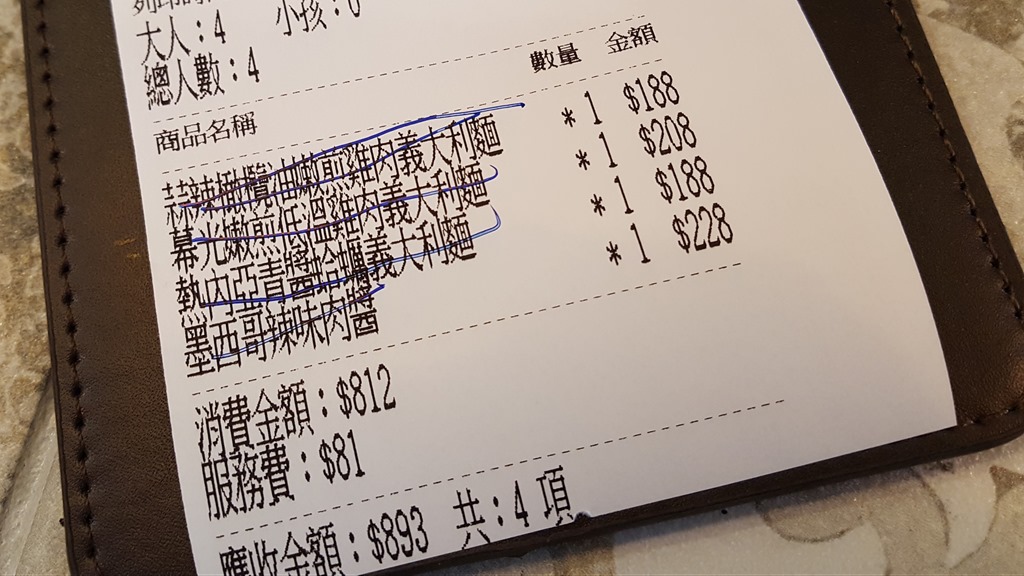 大人：4 小孩：0
總人數：4
商品名稱 數量 金額
蒜辣橄欖油嫩煎雞肉義大利麵 * 1 $188
幕光嫩煎低溫雞肉義大利麵 * 1 $208
熱內亞青醬蛤蠣義大利麵 * 1 $188
墨西哥辣味肉醬 * 1 $228
消費金額：$812
服務費：$81
應收金額：$893 共：4 項